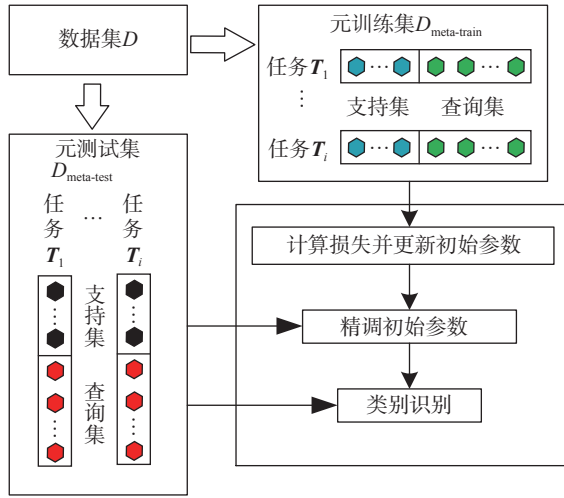 数据集D
元训练集D_meta-train
任务T_1 … …
⋮ 支持集 查询集
任务T_i … …
元测试集
D_meta-test
任务T_1 … 任务T_i
支持集
查询集
计算损失并更新初始参数
精调初始参数
类别识别